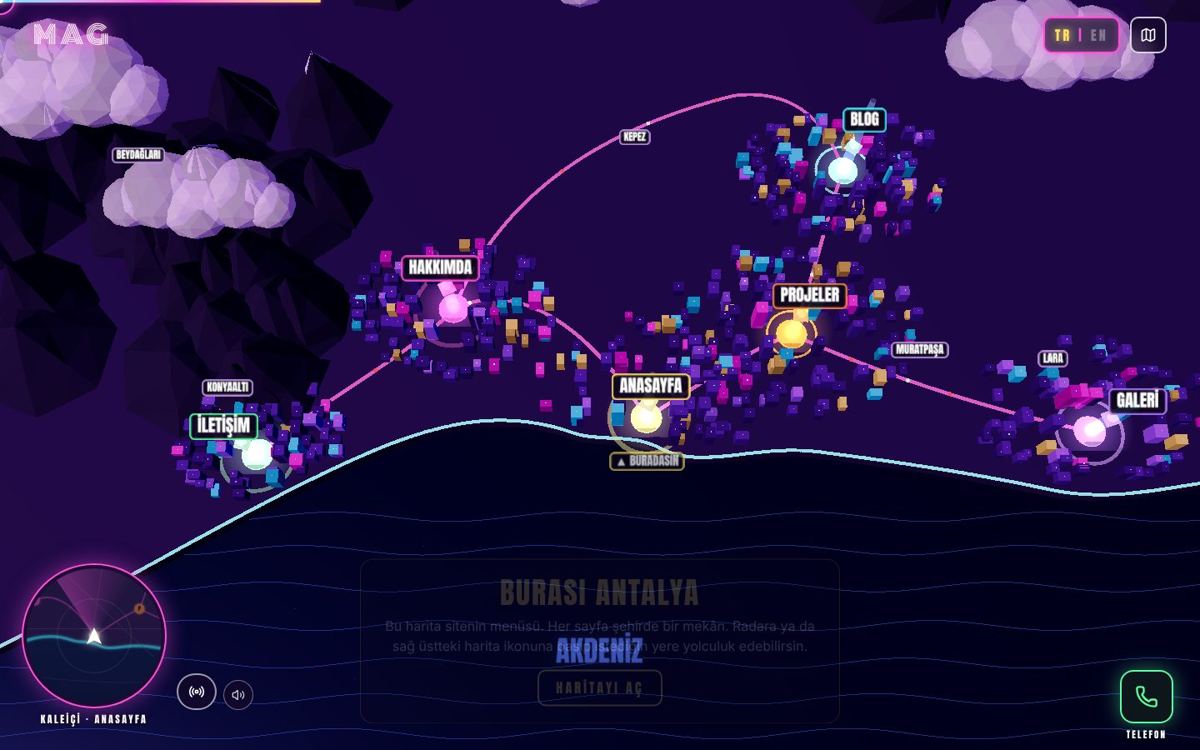 MAG
TR | EN
BLOG
KEPEZ
BEYDAĞLARI
HAKKIMDA
PROJELER
MURATPAŞA
LARA
KONYAALTI
ANASAYFA
GALERİ
İLETİŞİM
▲ BURADASIN
BURASI ANTALYA
Bu harita sitenin menüsü. Her sayfa şehirde bir mekân. Radara ya da
sağ üstteki harita ikonuna basıp istediğin yere yolculuk edebilirsin.
AKDENİZ
HARİTAYI AÇ
KALEİÇİ · ANASAYFA
TELEFON